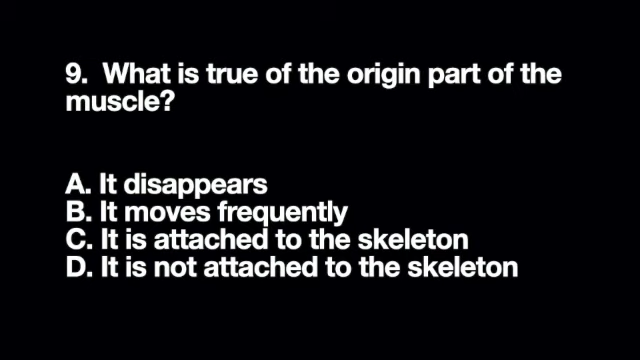 9. What is true of the origin part of the
muscle?
A. It disappears
B. It moves frequently
C. It is attached to the skeleton
D. It is not attached to the skeleton